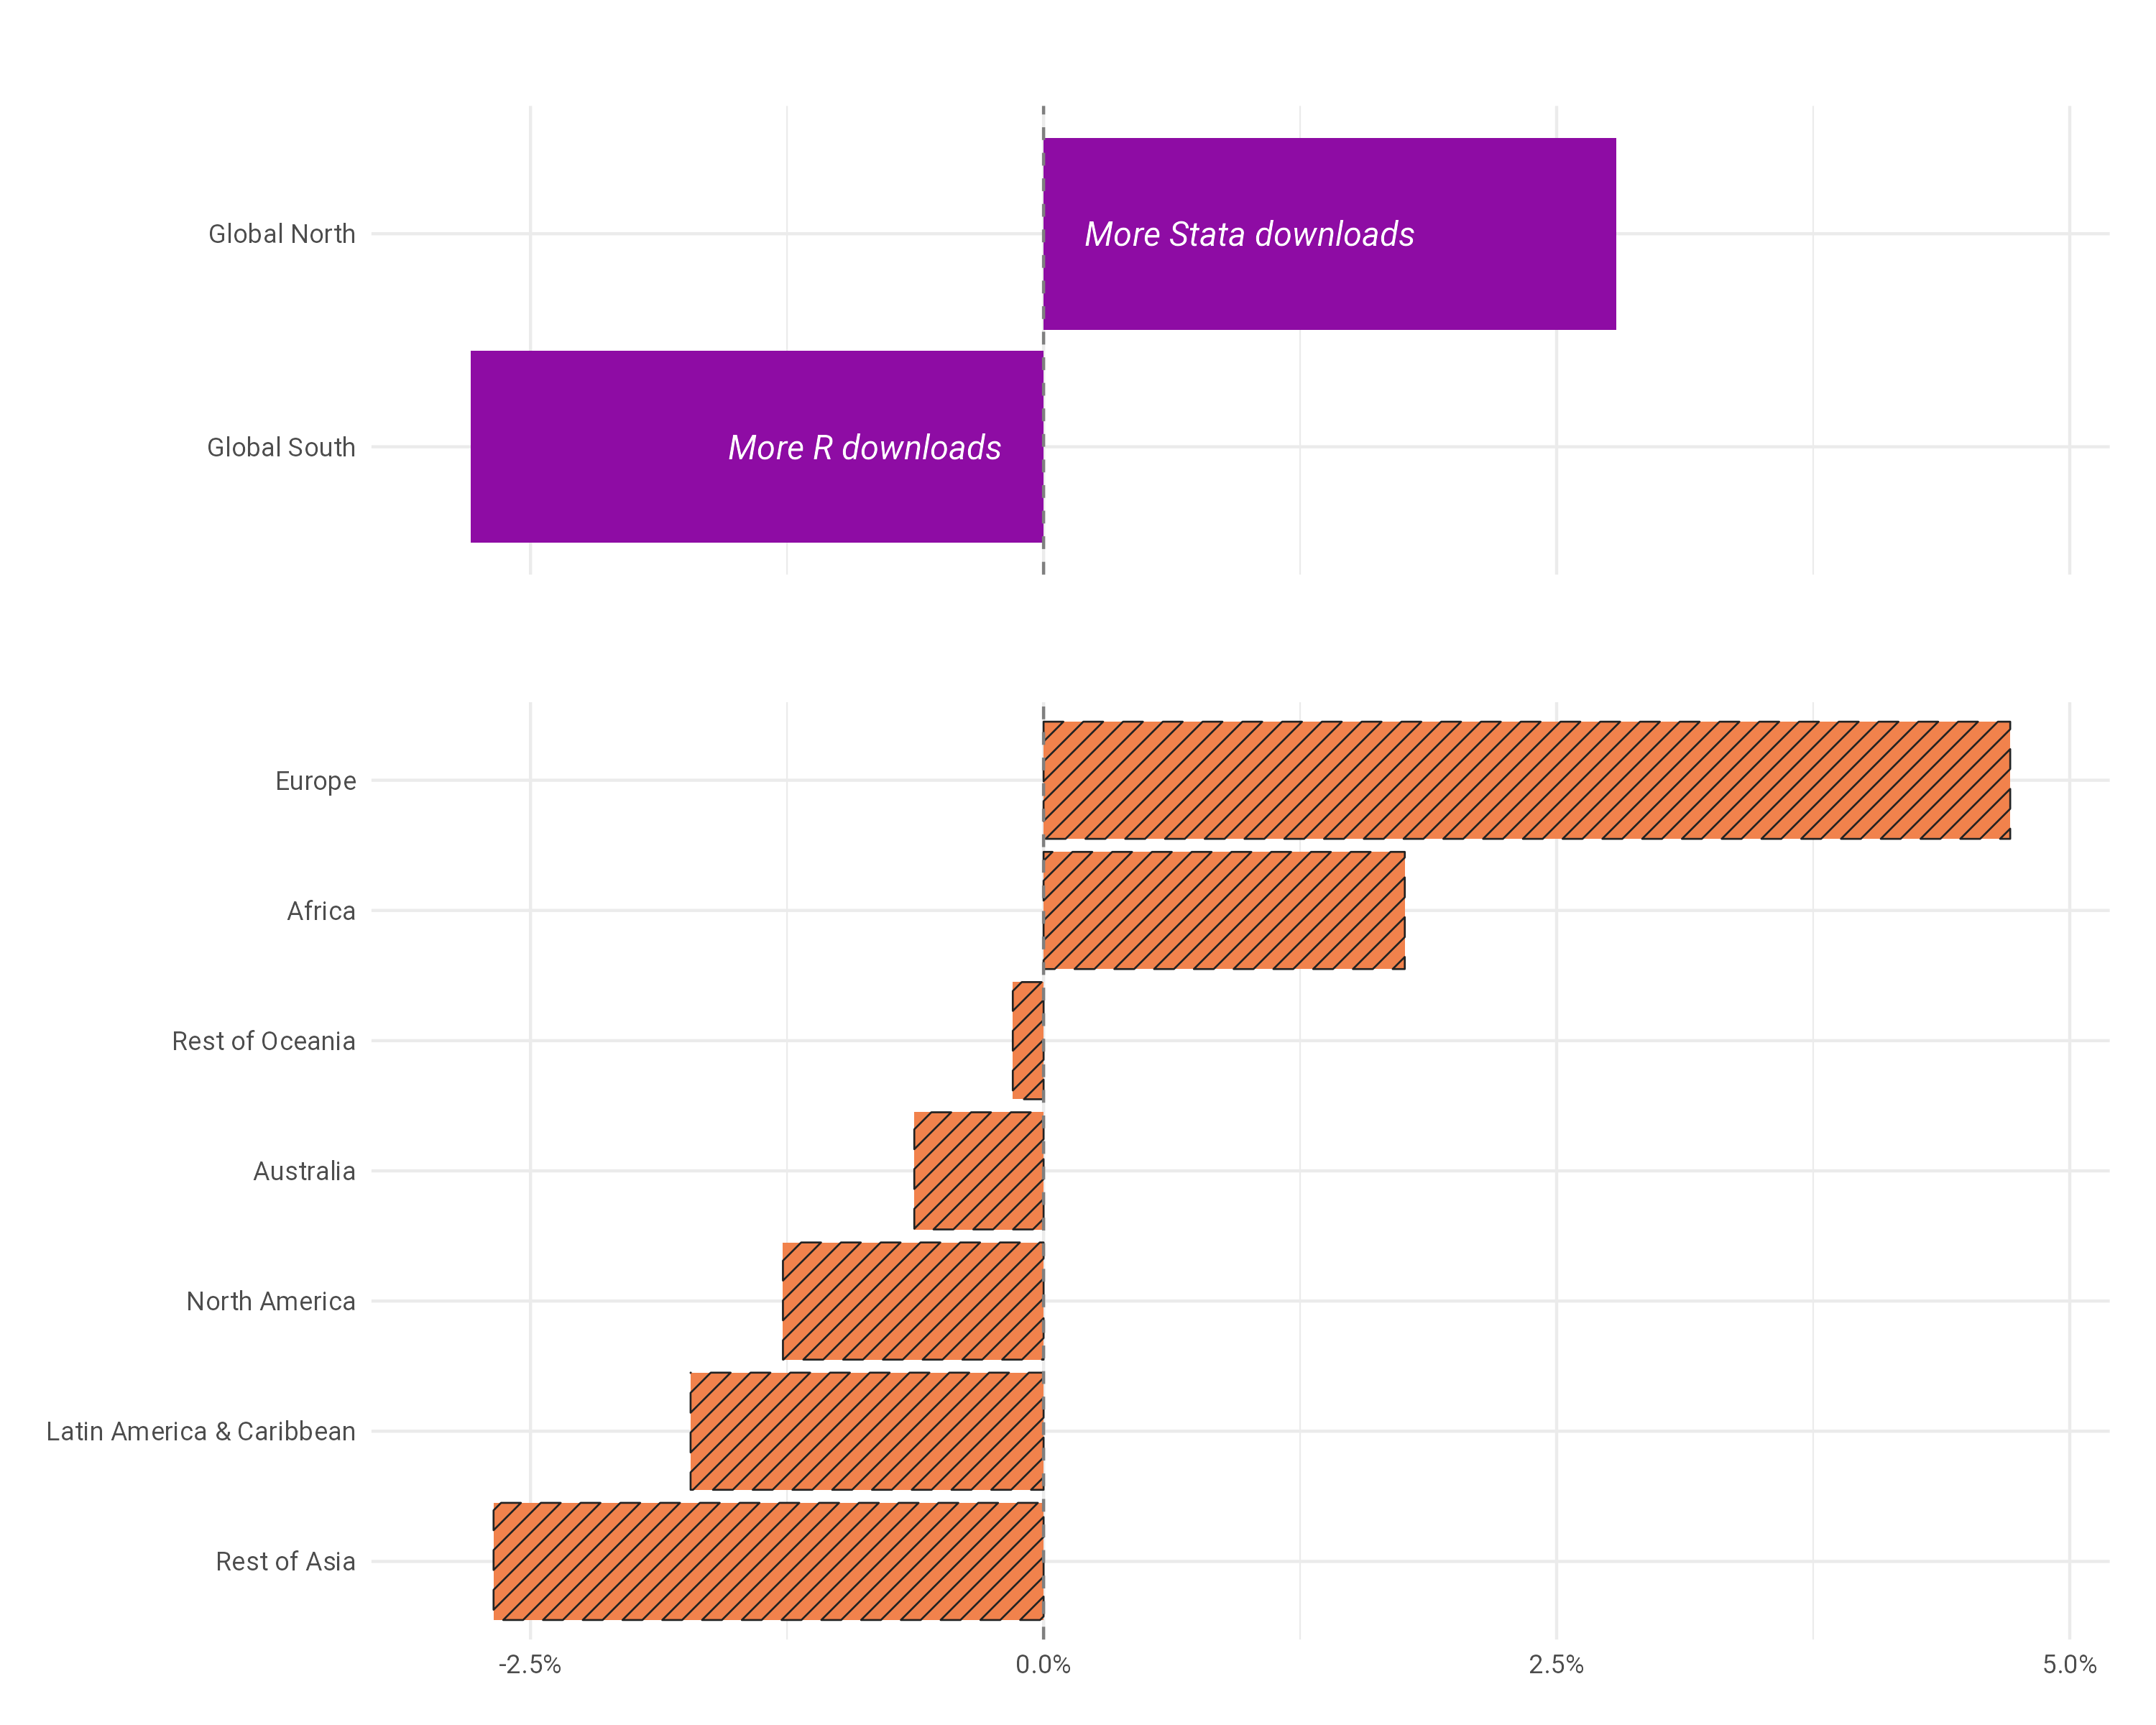 Global North
More Stata downloads
Global South
More R downloads
Europe
Africa
Rest of Oceania
Australia
North America
Latin America & Caribbean
Rest of Asia
-2.5%
0.0%
2.5%
5.0%